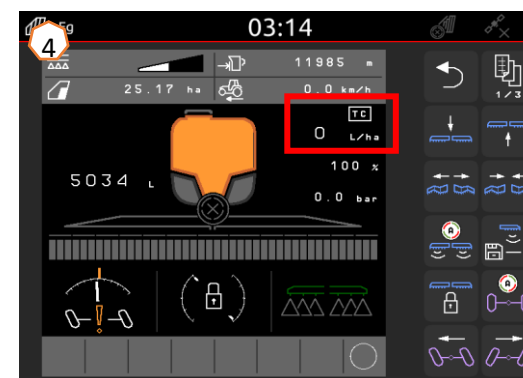 4
Eg
03:14
11985 m
25.17 ha
0.0 km/h
1/3
TC
0 L/ha
100 %
5034 L
0.0 bar
A
A